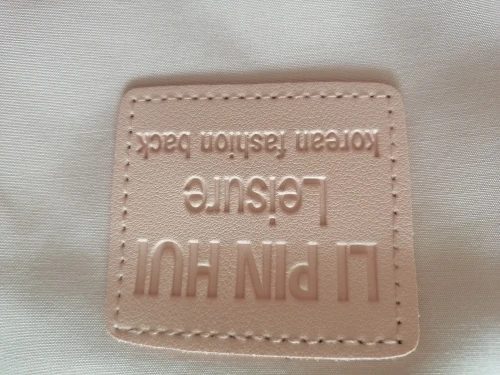 LI PIN HUI
Leisure
korean fashion back